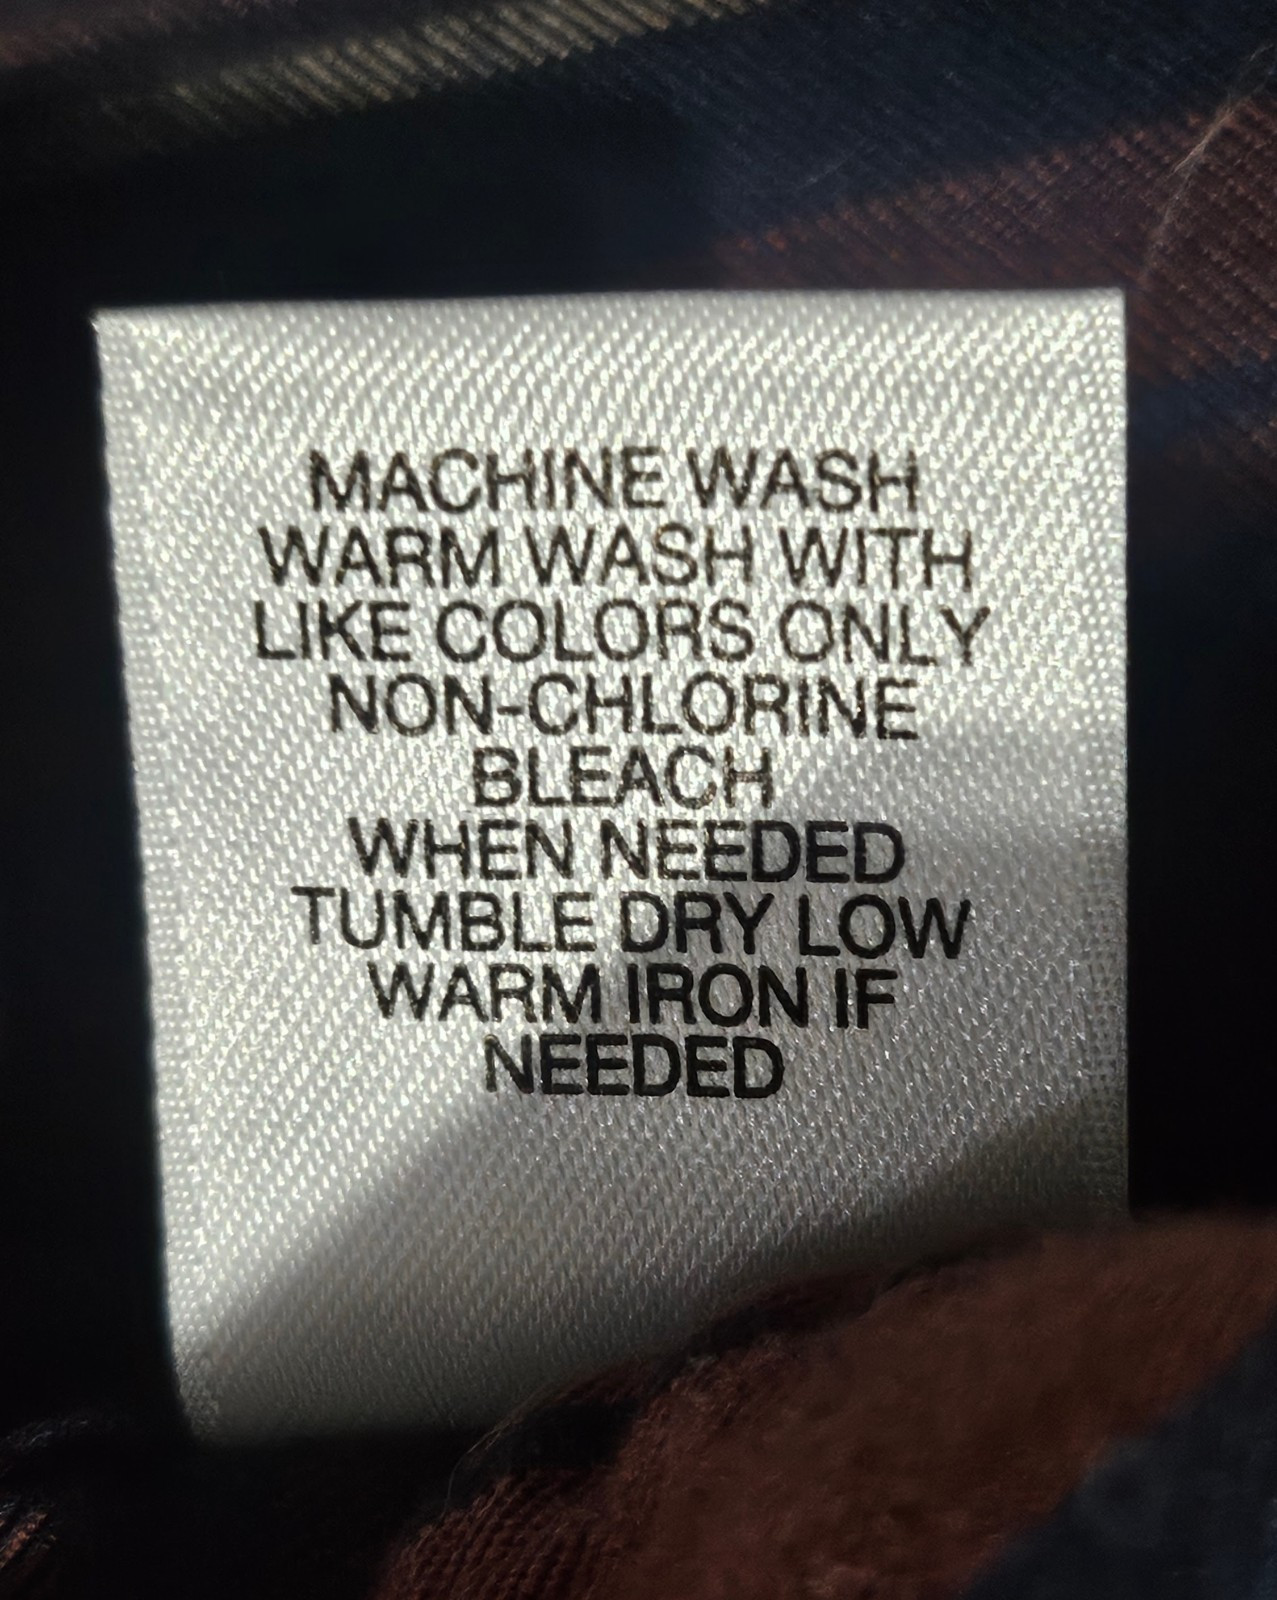 MACHINE WASH
WARM WASH WITH
LIKE COLORS ONLY
NON-CHLORINE
BLEACH
WHEN NEEDED
TUMBLE DRY LOW
WARM IRON IF
NEEDED